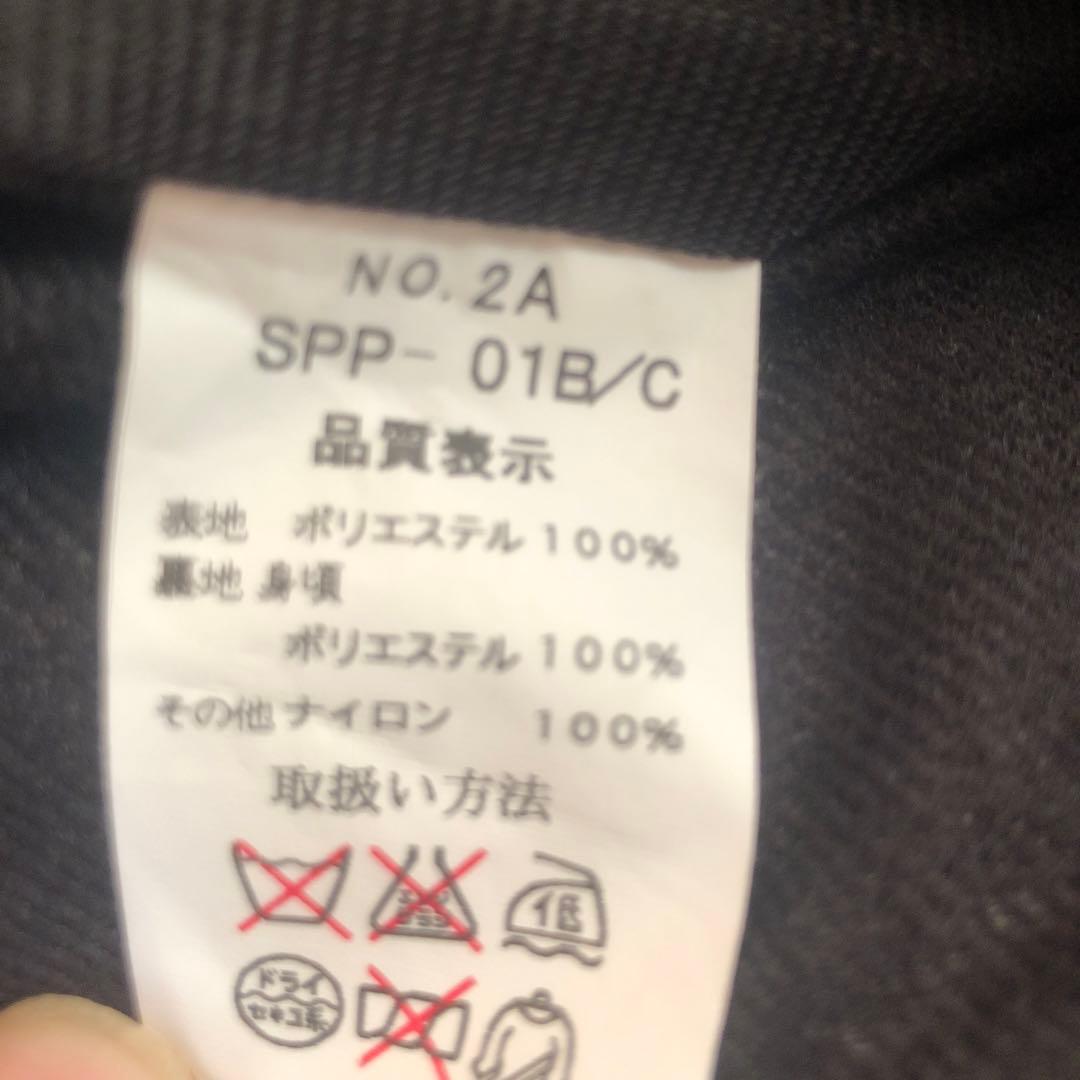 NO. 2A
SPP- 01B/C
品質表示
表地 ポリエステル 100%
裏地 身頃
ポリエステル 100%
その他 ナイロン 100%
取扱い方法
低
ドライ
セキユ系